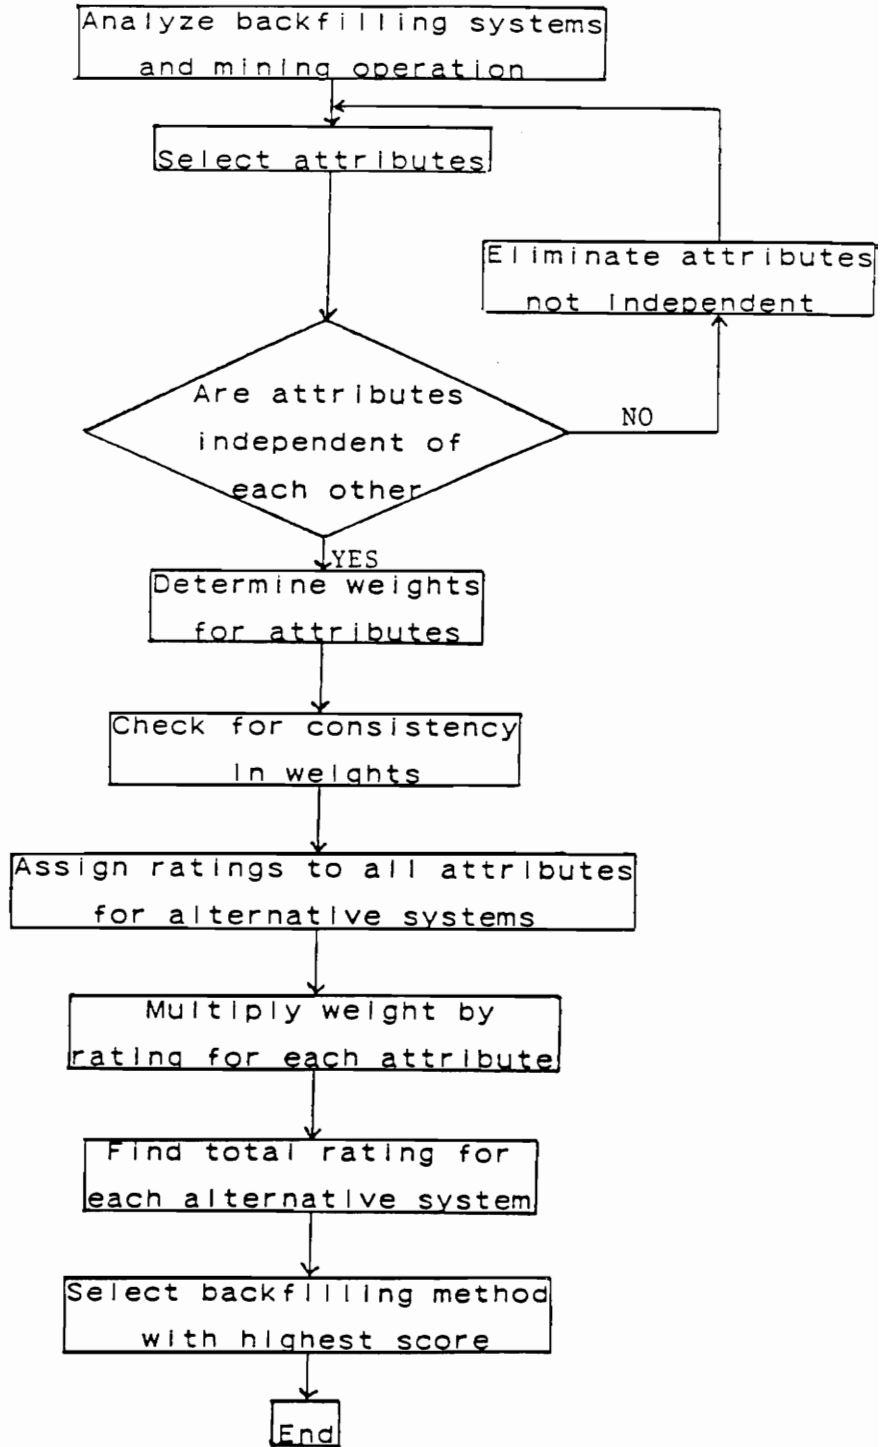 Analyze backfilling systems
and mining operation
Select attributes
Eliminate attributes
not independent
Are attributes
independent of
each other
NO
YES
Determine weights
for attributes
Check for consistency
in weights
Assign ratings to all attributes
for alternative systems
Multiply weight by
rating for each attribute
Find total rating for
each alternative system
Select backfilling method
with highest score
End